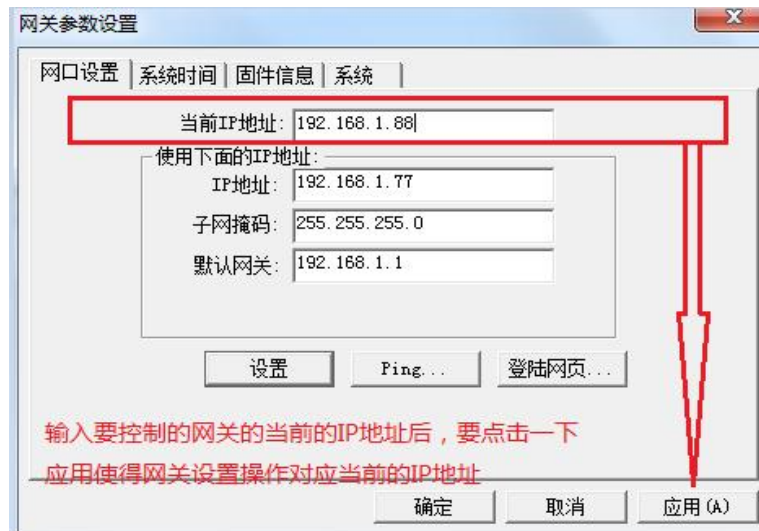 网关参数设置
网口设置 系统时间 固件信息 系统
当前IP地址: 192.168.1.88
使用下面的IP地址:
IP地址: 192.168.1.77
子网掩码: 255.255.255.0
默认网关: 192.168.1.1
设置 Ping... 登陆网页...
输入要控制的网关的当前的IP地址后，要点击一下
应用使得网关设置操作对应当前的IP地址
确定 取消 应用(A)